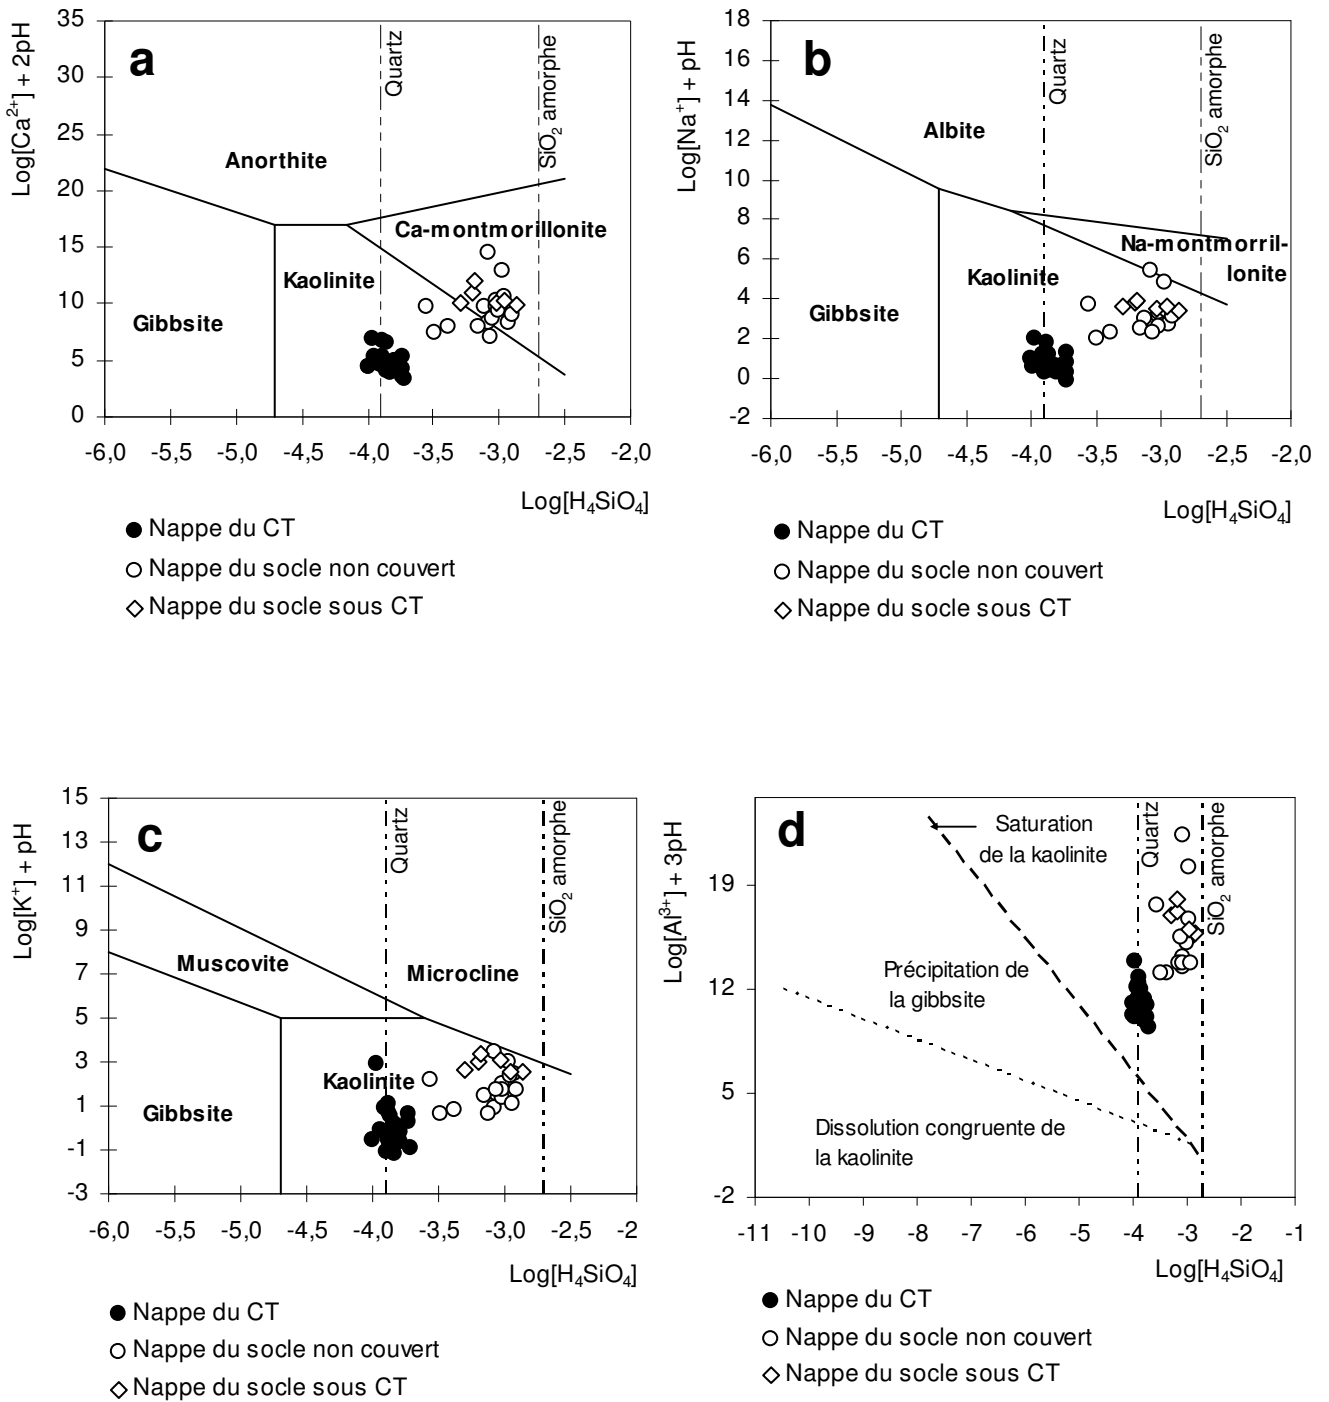 a
Log[Ca2+] + 2pH
35
30
25
20
15
10
5
0
Quartz
SiO2 amorphe
Anorthite
Ca-montmorillonite
Kaolinite
Gibbsite
-6,0 -5,5 -5,0 -4,5 -4,0 -3,5 -3,0 -2,5 -2,0
Log[H4SiO4]
Nappe du CT
Nappe du socle non couvert
Nappe du socle sous CT
b
Log[Na+] + pH
18
16
14
12
10
8
6
4
2
0
-2
Quartz
SiO2 amorphe
Albite
Na-montmorril-
lonite
Kaolinite
Gibbsite
-6,0 -5,5 -5,0 -4,5 -4,0 -3,5 -3,0 -2,5 -2,0
Log[H4SiO4]
Nappe du CT
Nappe du socle non couvert
Nappe du socle sous CT
c
Log[K+] + pH
15
13
11
9
7
5
3
1
-1
-3
Quartz
SiO2 amorphe
Muscovite
Microcline
Kaolinite
Gibbsite
-6,0 -5,5 -5,0 -4,5 -4,0 -3,5 -3,0 -2,5 -2
Log[H4SiO4]
Nappe du CT
Nappe du socle non couvert
Nappe du socle sous CT
d
Log[Al3+] + 3pH
19
12
5
-2
Saturation
de la kaolinite
Quartz
SiO2 amorphe
Précipitation de
la gibbsite
Dissolution congruente de
la kaolinite
-11 -10 -9 -8 -7 -6 -5 -4 -3 -2 -1
Log[H4SiO4]
Nappe du CT
Nappe du socle non couvert
Nappe du socle sous CT